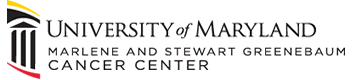 UNIVERSITY of MARYLAND
MARLENE AND STEWART GREENEBAUM
CANCER CENTER